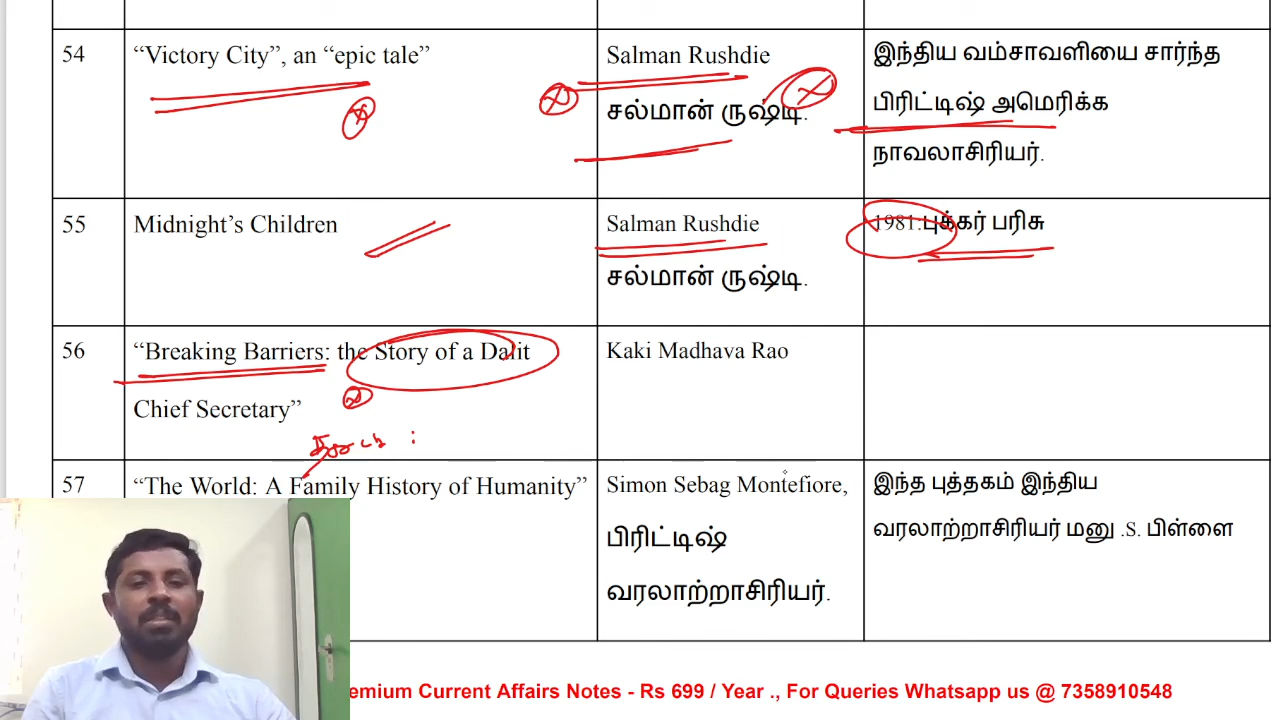 54
“Victory City”, an “epic tale”
Salman Rushdie
சல்மான் ருஷ்டி.
இந்திய வம்சாவளியை சார்ந்த
பிரிட்டிஷ் அமெரிக்க
நாவலாசிரியர்.
55
Midnight’s Children
Salman Rushdie
சல்மான் ருஷ்டி.
1981:புக்கர் பரிசு
56
“Breaking Barriers: the Story of a Dalit
Chief Secretary”
Kaki Madhava Rao
57
“The World: A Family History of Humanity”
Simon Sebag Montefiore,
பிரிட்டிஷ்
வரலாற்றாசிரியர்.
இந்த புத்தகம் இந்திய
வரலாற்றாசிரியர் மனு .S. பிள்ளை
emium Current Affairs Notes - Rs 699 / Year ., For Queries Whatsapp us @ 7358910548